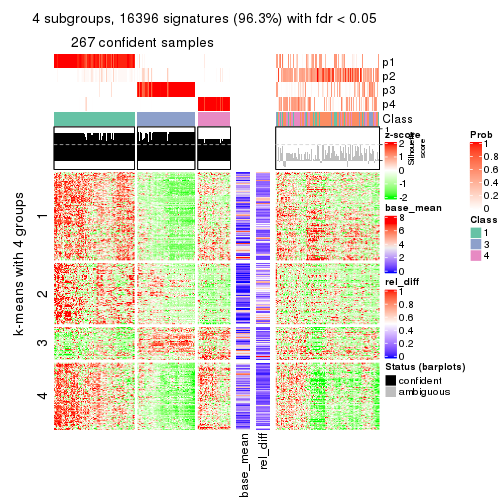 4 subgroups, 16396 signatures (96.3%) with fdr < 0.05
267 confident samples
p1
p2
p3
p4
Class
1
Silhouette
score
k-means with 4 groups
1
2
3
4
base_mean
rel_diff
z-score
2
1
0
-1
-2
base_mean
8
6
4
2
0
rel_diff
1
0.8
0.6
0.4
0.2
0
Status (barplots)
confident
ambiguous
Prob
1
0.8
0.6
0.4
0.2
0
Class
1
3
4